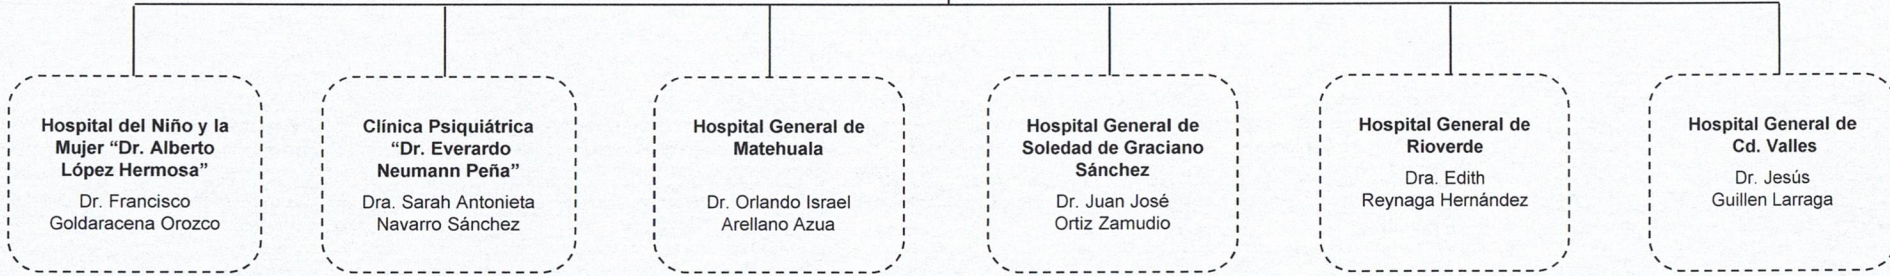 Hospital del Niño y la
Mujer “Dr. Alberto
López Hermosa”
Dr. Francisco
Goldaracena Orozco
Clínica Psiquiátrica
“Dr. Everardo
Neumann Peña”
Dra. Sarah Antonieta
Navarro Sánchez
Hospital General de
Matehuala
Dr. Orlando Israel
Arellano Azua
Hospital General de
Soledad de Graciano
Sánchez
Dr. Juan José
Ortiz Zamudio
Hospital General de
Rioverde
Dra. Edith
Reynaga Hernández
Hospital General de
Cd. Valles
Dr. Jesús
Guillen Larraga